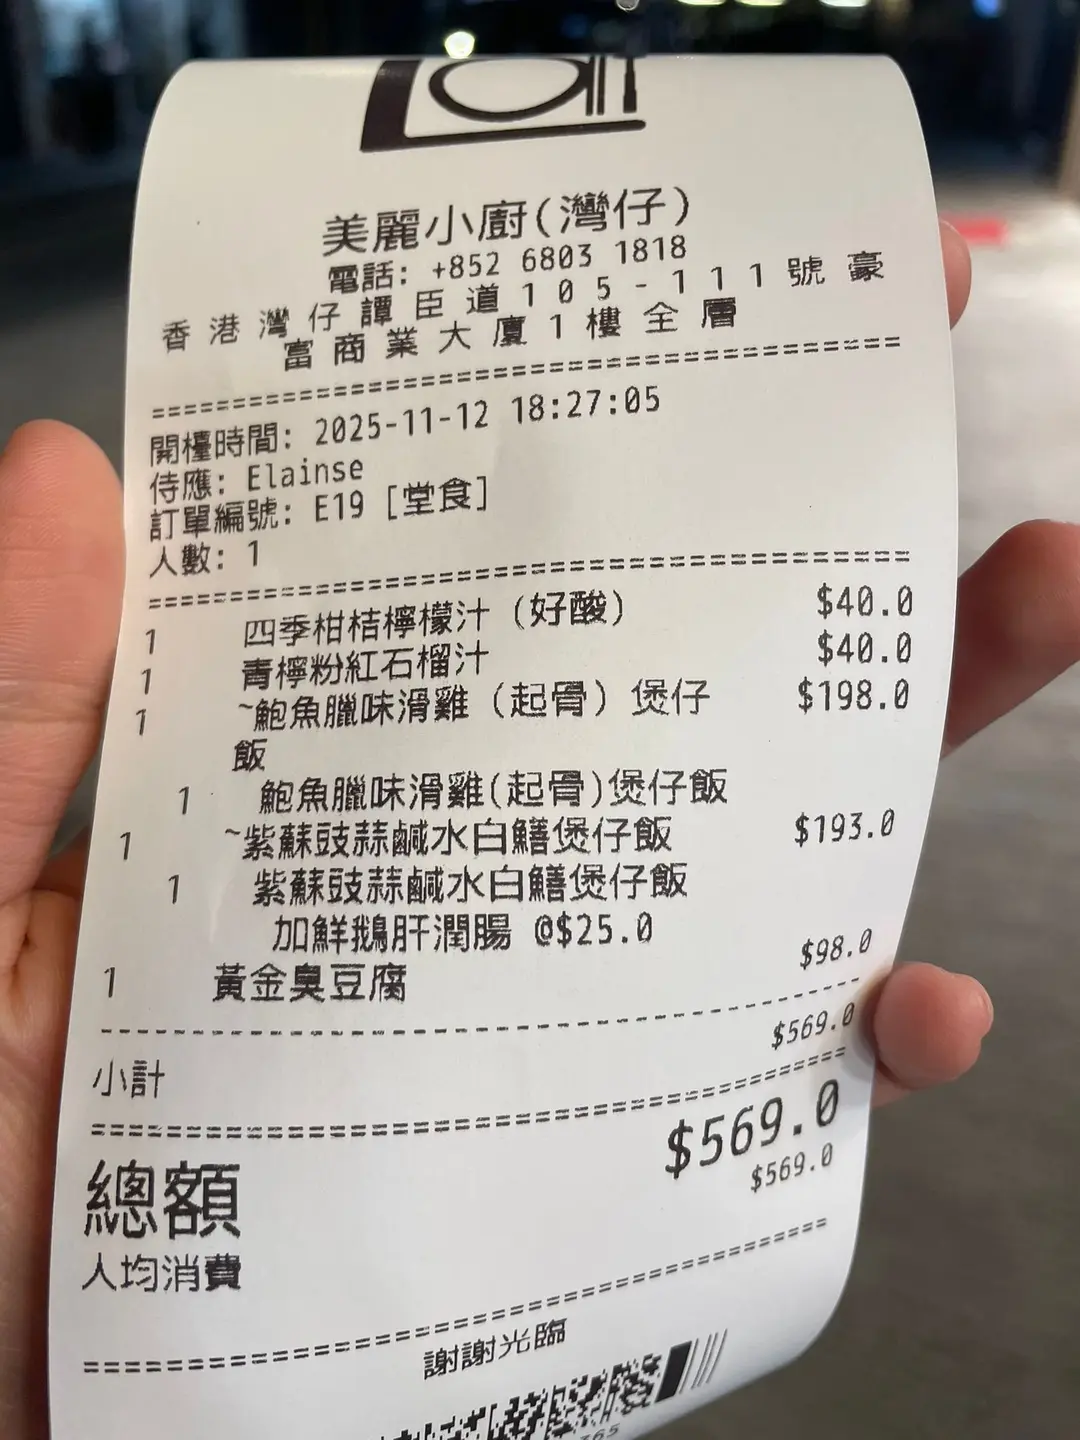 美麗小廚(灣仔)
電話: +852 6803 1818
香港灣仔譚臣道105-111號豪
富商業大廈1樓全層
開檯時間: 2025-11-12 18:27:05
侍應: Elainse
訂單編號: E19 [堂食]
人數: 1
1 四季柑桔檸檬汁 (好酸) $40.0
1 青檸粉紅石榴汁 $40.0
1 ~鮑魚臘味滑雞 (起骨) 煲仔 $198.0
飯
1 鮑魚臘味滑雞(起骨)煲仔飯
1 ~紫蘇豉蒜鹹水白鱔煲仔飯 $193.0
1 紫蘇豉蒜鹹水白鱔煲仔飯
加鮮鵝肝潤腸 @$25.0
1 黃金臭豆腐 $98.0
小計 $569.0
總額 $569.0
人均消費 $569.0
謝謝光臨